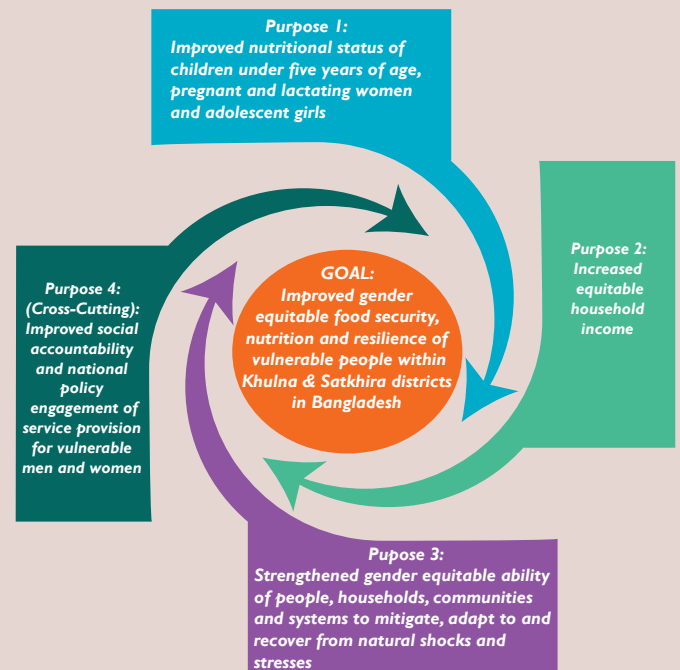 Purpose 1:
Improved nutritional status of
children under five years of age,
pregnant and lactating women
and adolescent girls
Purpose 2:
Increased
equitable
household
income
GOAL:
Improved gender
equitable food security,
nutrition and resilience of
vulnerable people within
Khulna & Satkhira districts
in Bangladesh
Purpose 4:
(Cross-Cutting):
Improved social
accountability
and national
policy
engagement of
service provision
for vulnerable
men and women
Pupose 3:
Strengthened gender equitable ability
of people, households, communities
and systems to mitigate, adapt to and
recover from natural shocks and
stresses